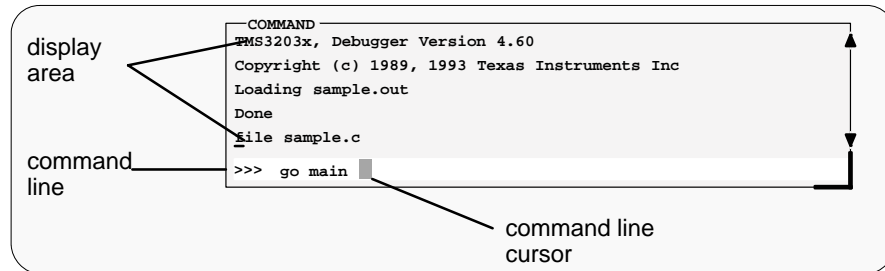 COMMAND
TMS3203x, Debugger Version 4.60
Copyright (c) 1989, 1993 Texas Instruments Inc
Loading sample.out
Done
file sample.c
>>> go main
display
area
command
line
command line
cursor